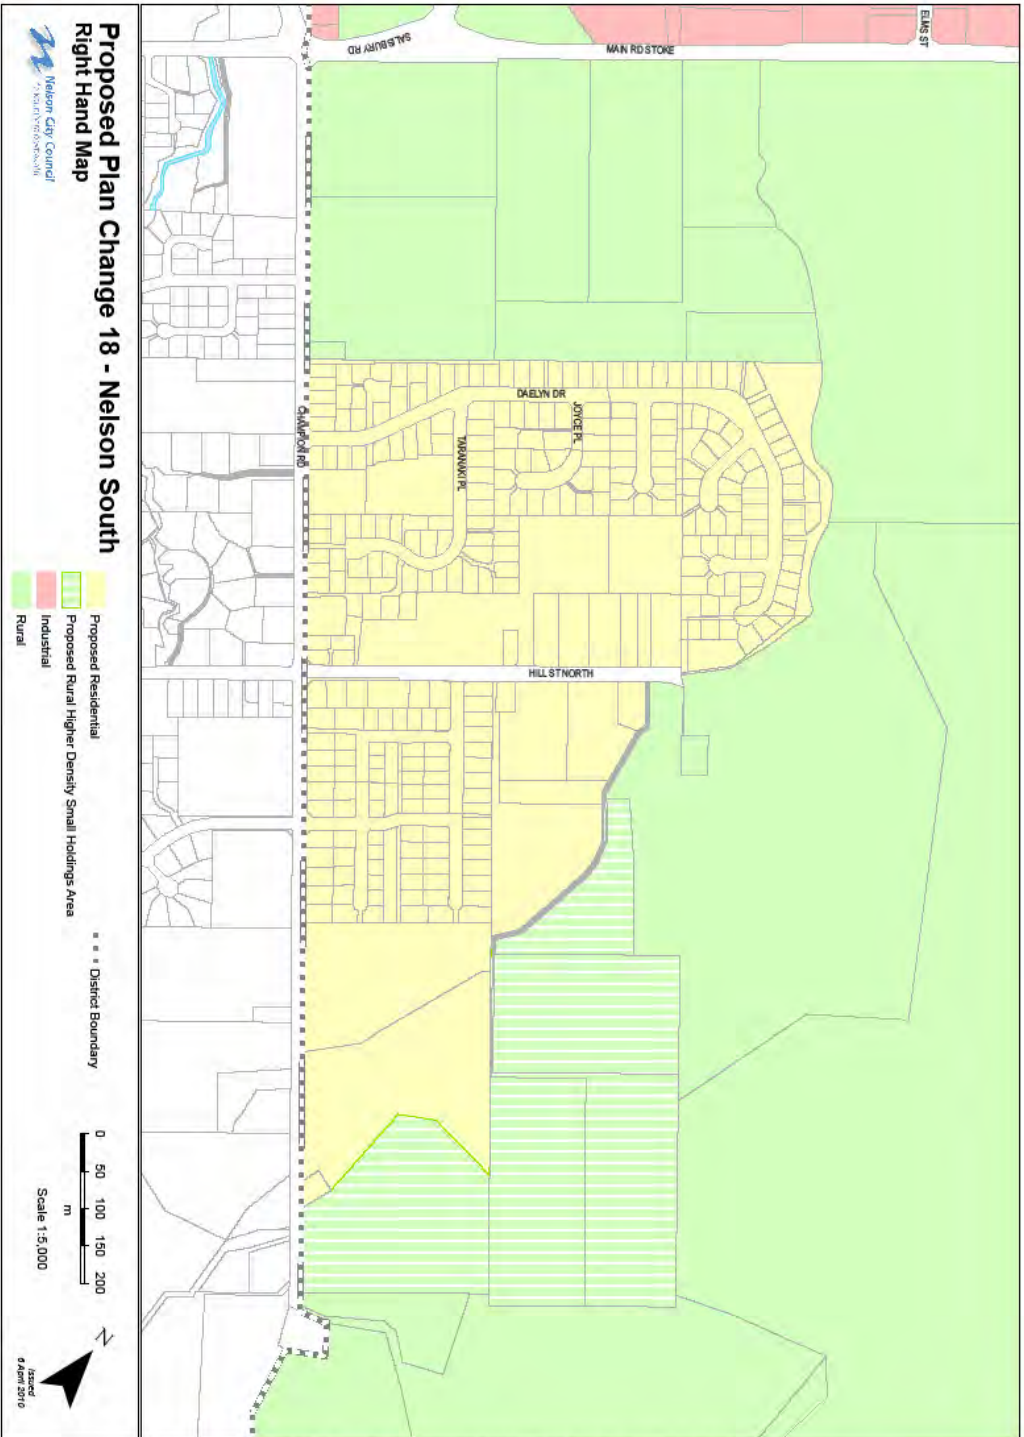 Proposed Plan Change 18 - Nelson South
Right Hand Map
Nelson City Council
Proposed Residential
Proposed Rural Higher Density Small Holdings Area
Industrial
Rural
District Boundary
0 50 100 150 200
m
Scale 1:5,000
N
Issued
6 April 2010
SALISBURY RD
MAIN RD STOKE
ELMS ST
CHAMPION RD
DAELYN DR
JOYCE PL
TARANAKI PL
HILL ST NORTH